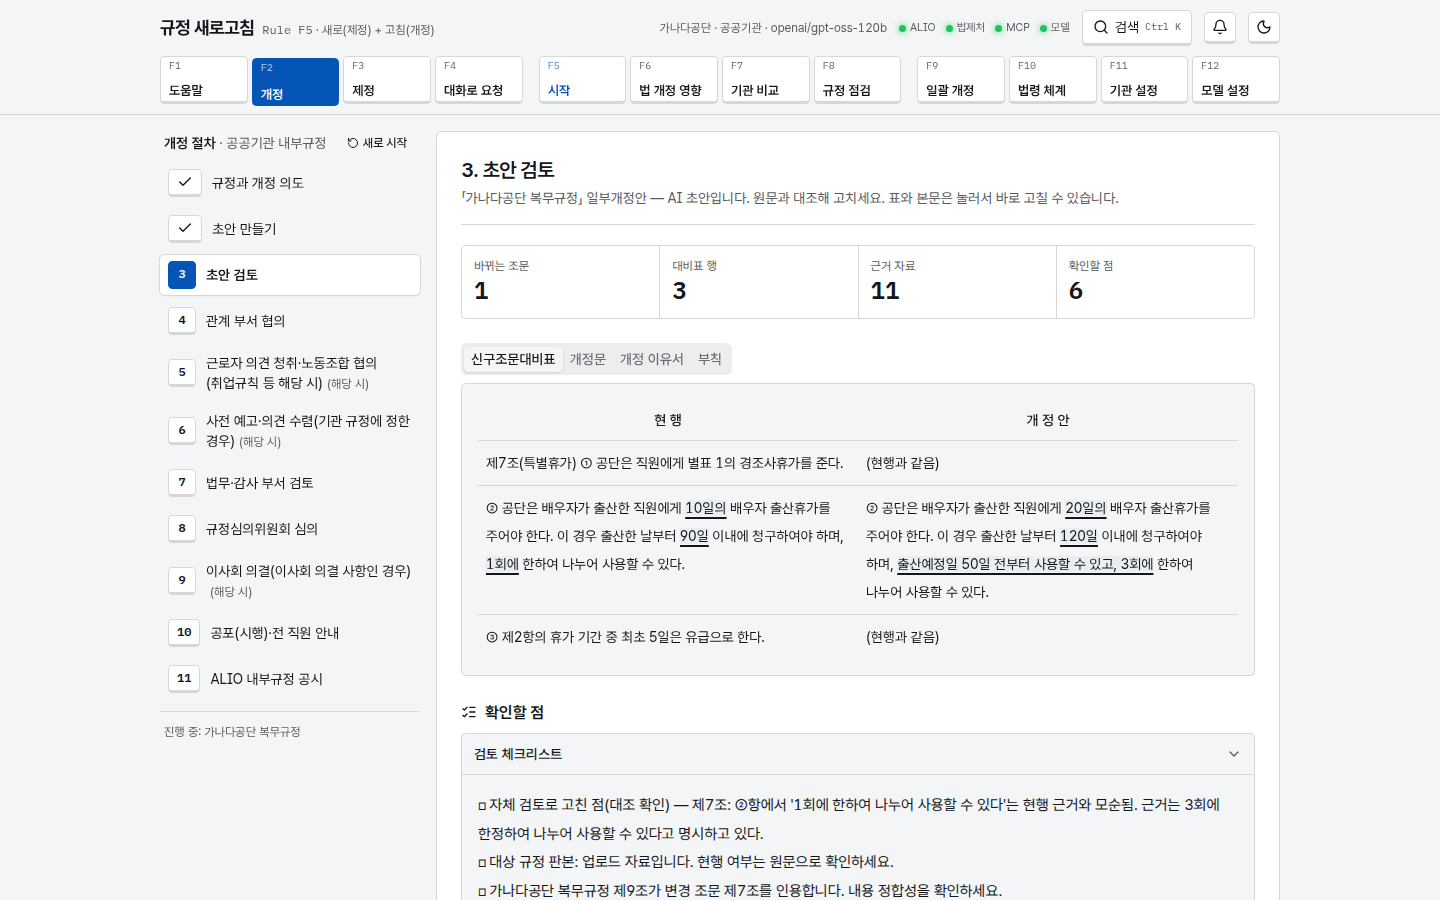 규정 새로고침 Rule F5 · 새로(제정) + 고침(개정)
가나다공단 · 공공기관 · openai/gpt-oss-120b ALIO 법제처 MCP 모델
검색 Ctrl K
F1 도움말
F2 개정
F3 제정
F4 대화로 요청
F5 시작
F6 법 개정 영향
F7 기관 비교
F8 규정 점검
F9 일괄 개정
F10 법령 체계
F11 기관 설정
F12 모델 설정
개정 절차 · 공공기관 내부규정
새로 시작
규정과 개정 의도
초안 만들기
3 초안 검토
4 관계 부서 협의
5 근로자 의견 청취·노동조합 협의
(취업규칙 등 해당 시) (해당 시)
6 사전 예고·의견 수렴(기관 규정에 정한
경우) (해당 시)
7 법무·감사 부서 검토
8 규정심의위원회 심의
9 이사회 의결(이사회 의결 사항인 경우)
(해당 시)
10 공포(시행)·전 직원 안내
11 ALIO 내부규정 공시
진행 중: 가나다공단 복무규정
3. 초안 검토
「가나다공단 복무규정」 일부개정안 — AI 초안입니다. 원문과 대조해 고치세요. 표와 본문은 눌러서 바로 고칠 수 있습니다.
바뀌는 조문
1
대비표 행
3
근거 자료
11
확인할 점
6
신구조문대비표 개정문 개정 이유서 부칙
현 행
개 정 안
제7조(특별휴가) ① 공단은 직원에게 별표 1의 경조사휴가를 준다.
(현행과 같음)
② 공단은 배우자가 출산한 직원에게 10일의 배우자 출산휴가를
주어야 한다. 이 경우 출산한 날부터 90일 이내에 청구하여야 하며,
1회에 한하여 나누어 사용할 수 있다.
② 공단은 배우자가 출산한 직원에게 20일의 배우자 출산휴가를
주어야 한다. 이 경우 출산한 날부터 120일 이내에 청구하여야
하며, 출산예정일 50일 전부터 사용할 수 있고, 3회에 한하여
나누어 사용할 수 있다.
③ 제2항의 휴가 기간 중 최초 5일은 유급으로 한다.
(현행과 같음)
확인할 점
검토 체크리스트
□ 자체 검토로 고친 점(대조 확인) — 제7조: ②항에서 '1회에 한하여 나누어 사용할 수 있다'는 현행 근거와 모순됨. 근거는 3회에
한정하여 나누어 사용할 수 있다고 명시하고 있다.
□ 대상 규정 판본: 업로드 자료입니다. 현행 여부는 원문으로 확인하세요.
□ 가나다공단 복무규정 제9조가 변경 조문 제7조를 인용합니다. 내용 정합성을 확인하세요.